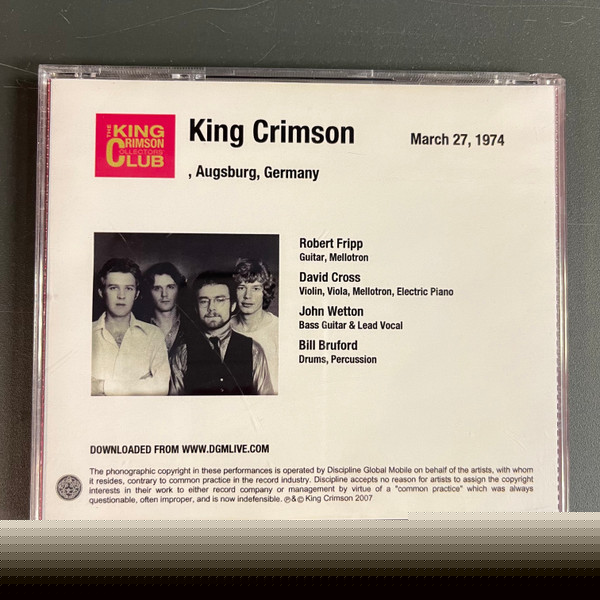 THE KING
CRIMSON
COLLECTORS'
CLUB
King Crimson
March 27, 1974
, Augsburg, Germany
Robert Fripp
Guitar, Mellotron
David Cross
Violin, Viola, Mellotron, Electric Piano
John Wetton
Bass Guitar & Lead Vocal
Bill Bruford
Drums, Percussion
DOWNLOADED FROM WWW.DGMLIVE.COM
The phonographic copyright in these performances is operated by Discipline Global Mobile on behalf of the artists, with whom
it resides, contrary to common practice in the record industry. Discipline accepts no reason for artists to assign the copyright
interests in their work to either record company or management by virtue of a "common practice" which was always
questionable, often improper, and is now indefensible. ℗&© King Crimson 2007